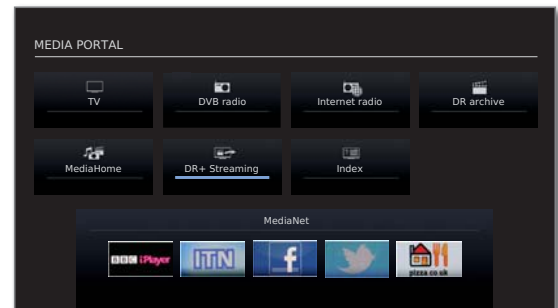 MEDIA PORTAL
TV DVB radio Internet radio DR archive
MediaHome DR+ Streaming Index
MediaNet
BBC iPlayer ITN f pizza.co.uk